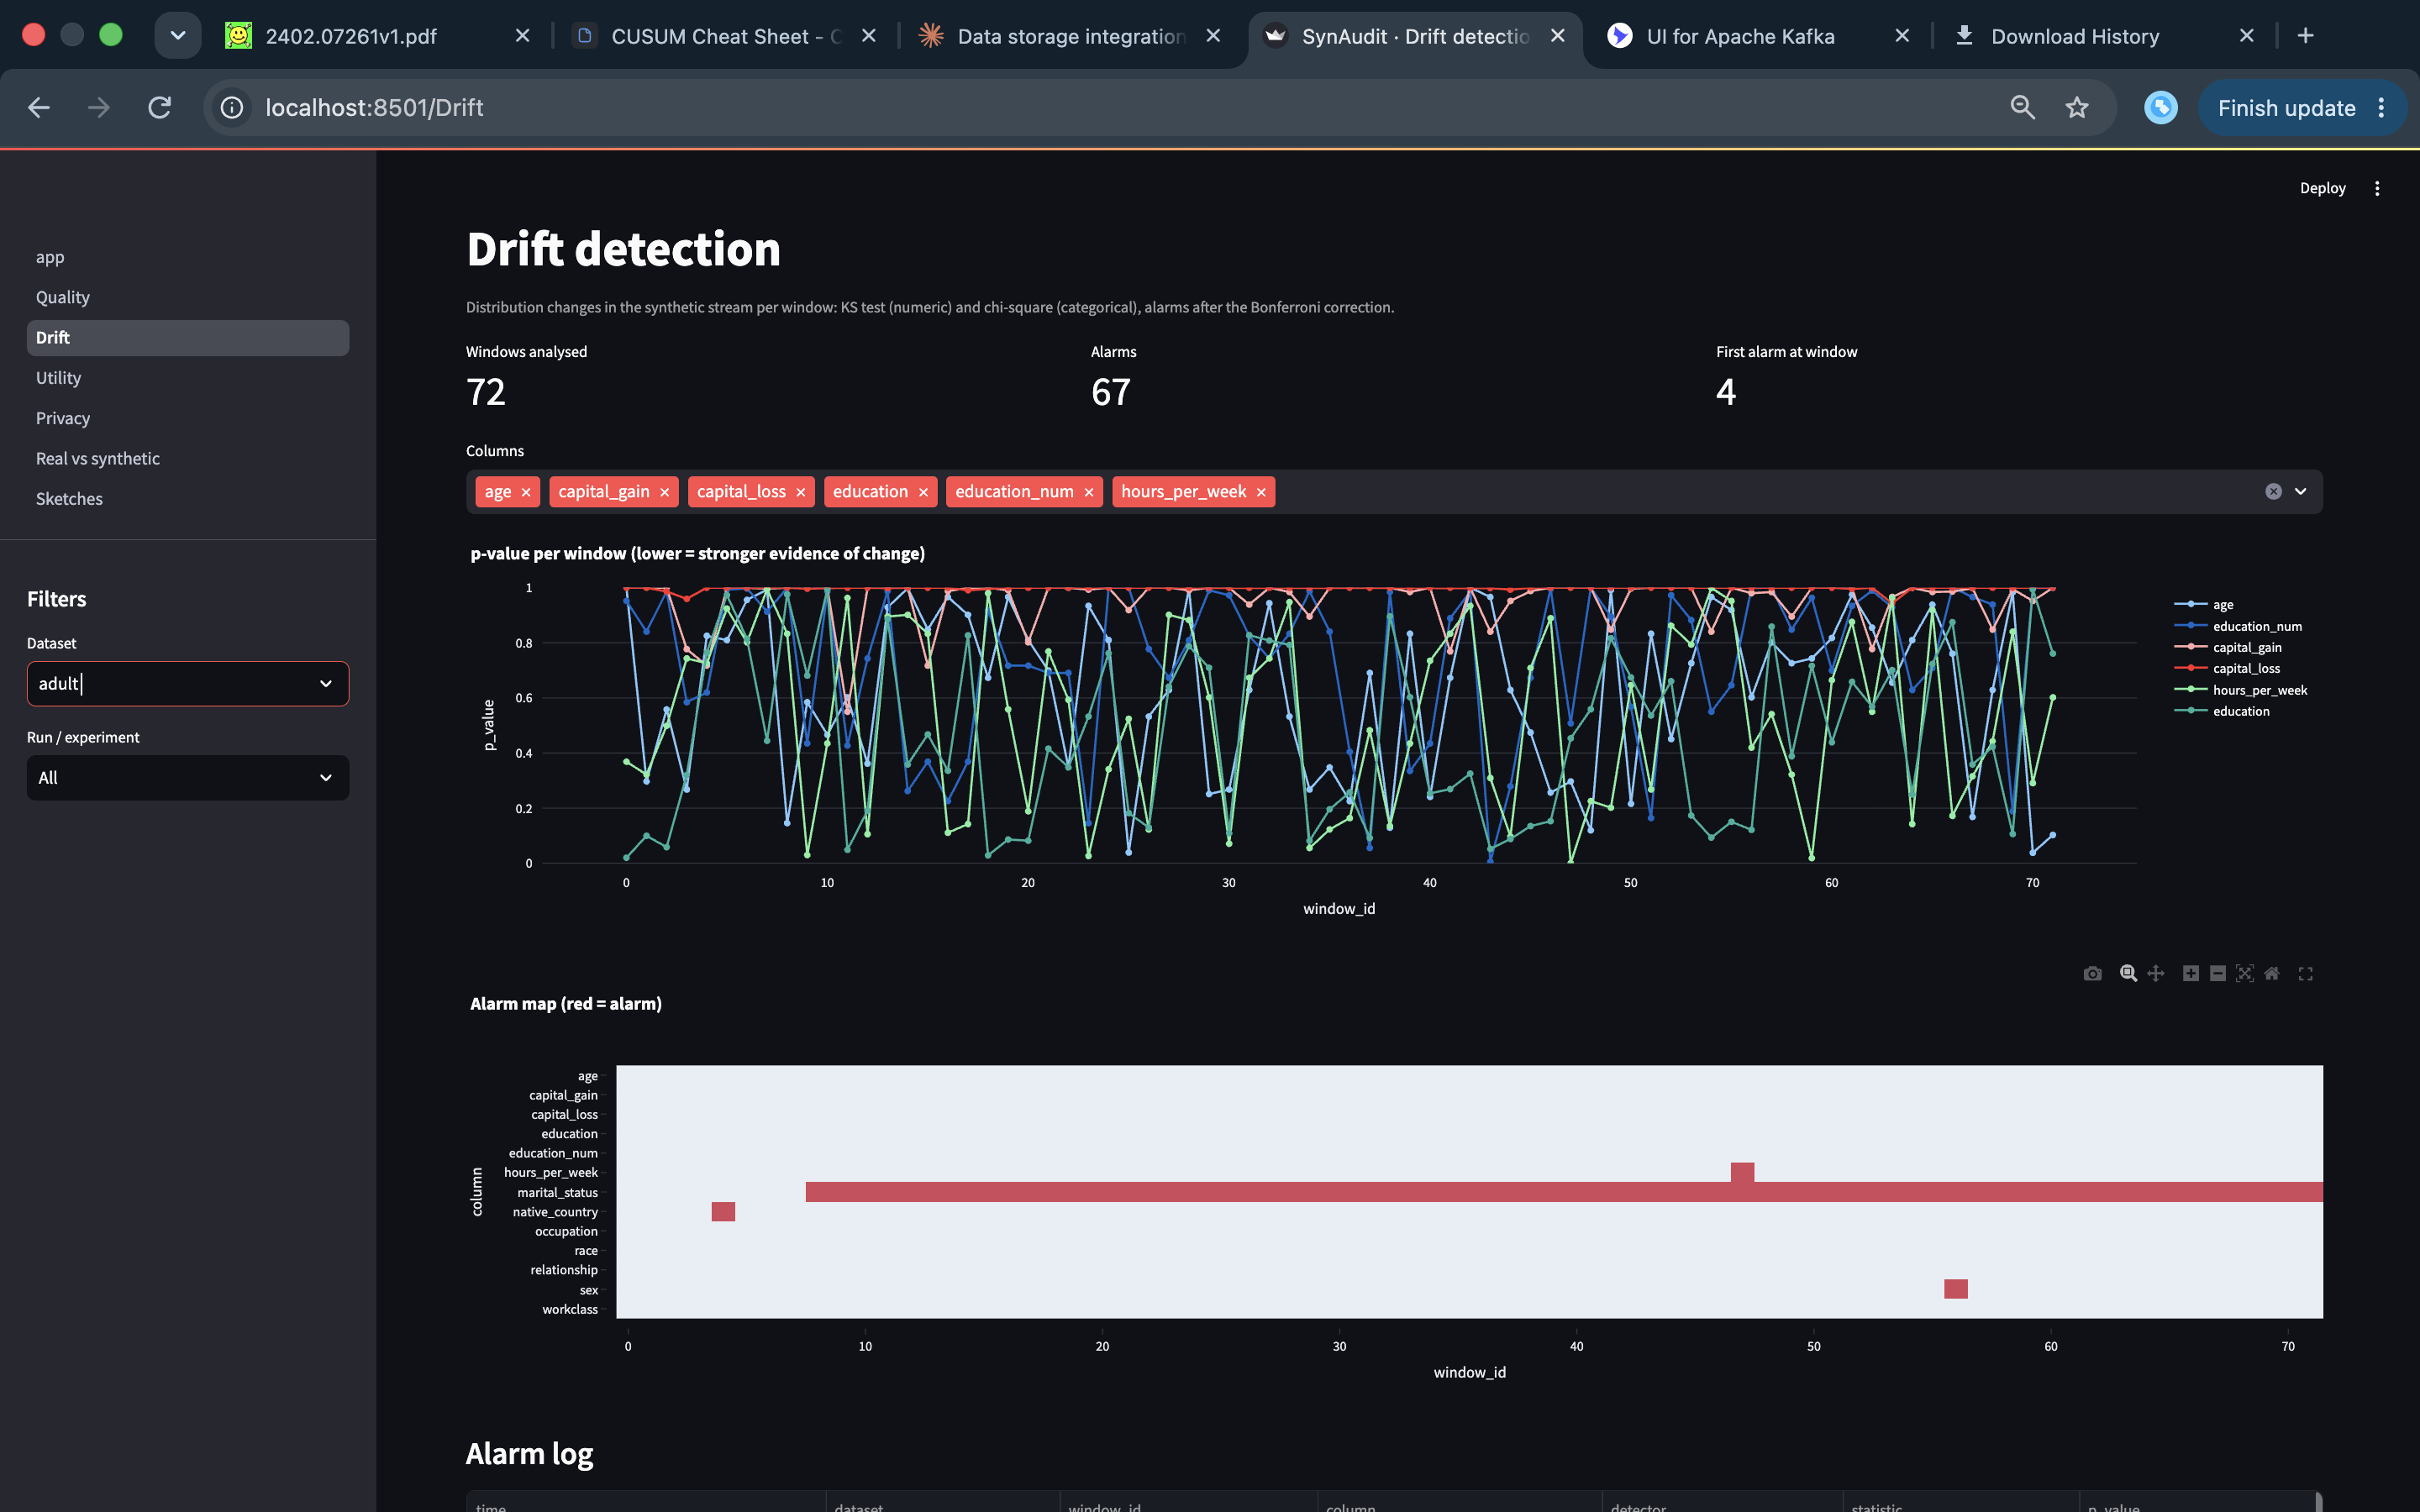 2402.07261v1.pdf
CUSUM Cheat Sheet - C
Data storage integration
SynAudit · Drift detectio
UI for Apache Kafka
Download History
localhost:8501/Drift
Finish update
Deploy
app
Quality
Drift
Utility
Privacy
Real vs synthetic
Sketches
Filters
Dataset
adult
Run / experiment
All
Drift detection
Distribution changes in the synthetic stream per window: KS test (numeric) and chi-square (categorical), alarms after the Bonferroni correction.
Windows analysed
72
Alarms
67
First alarm at window
4
Columns
age
capital_gain
capital_loss
education
education_num
hours_per_week
p-value per window (lower = stronger evidence of change)
1
0.8
0.6
0.4
0.2
0
p_value
0 10 20 30 40 50 60 70
window_id
age
education_num
capital_gain
capital_loss
hours_per_week
education
Alarm map (red = alarm)
column
age
capital_gain
capital_loss
education
education_num
hours_per_week
marital_status
native_country
occupation
race
relationship
sex
workclass
0 10 20 30 40 50 60 70
window_id
Alarm log
time dataset window_id column detector statistic p_value